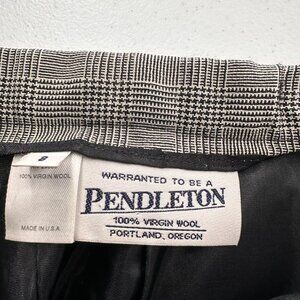 8
100% VIRGIN WOOL
MADE IN U.S.A.
WARRANTED TO BE A
PENDLETON
100% VIRGIN WOOL
PORTLAND, OREGON